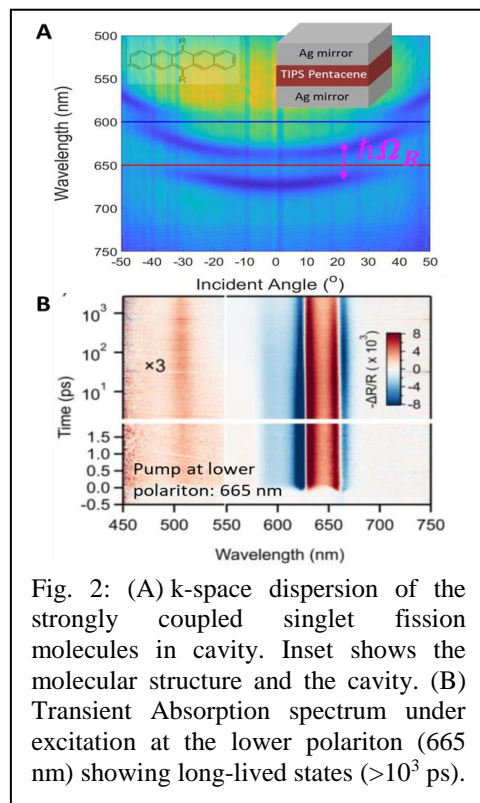 A
R
R
Ag mirror
TIPS Pentacene
Ag mirror
500
550
600
650
700
750
Wavelength (nm)
ℏΩ_R
-50 -40 -30 -20 -10 0 10 20 30 40 50
Incident Angle (°)
B
10³
10²
10¹
1.5
1.0
0.5
0.0
-0.5
Time (ps)
×3
Pump at lower
polariton: 665 nm
8
4
0
-4
-8
-ΔR/R (x 10³)
450 500 550 600 650 700 750
Wavelength (nm)
Fig. 2: (A) k-space dispersion of the
strongly coupled singlet fission
molecules in cavity. Inset shows the
molecular structure and the cavity. (B)
Transient Absorption spectrum under
excitation at the lower polariton (665
nm) showing long-lived states (>10³ ps).